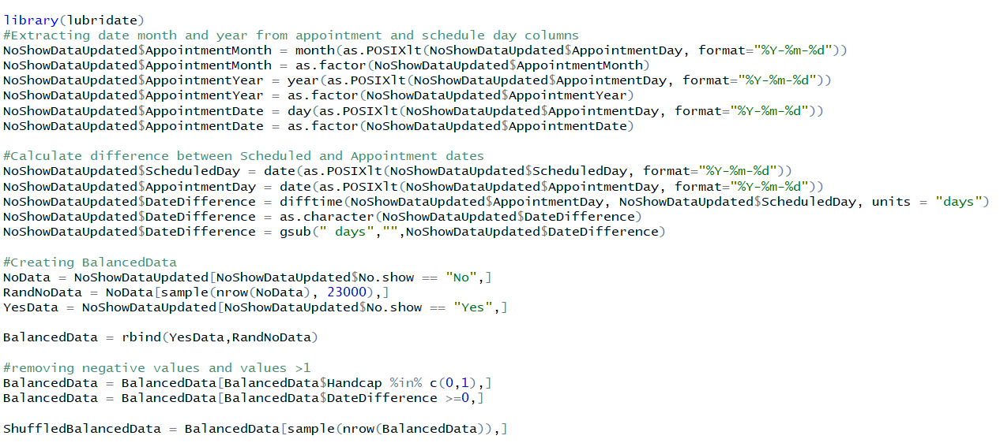 library(lubridate)
#Extracting date month and year from appointment and schedule day columns
NoShowDataUpdated$AppointmentMonth = month(as.POSIXlt(NoShowDataUpdated$AppointmentDay, format="%Y-%m-%d"))
NoShowDataUpdated$AppointmentMonth = as.factor(NoShowDataUpdated$AppointmentMonth)
NoShowDataUpdated$AppointmentYear = year(as.POSIXlt(NoShowDataUpdated$AppointmentDay, format="%Y-%m-%d"))
NoShowDataUpdated$AppointmentYear = as.factor(NoShowDataUpdated$AppointmentYear)
NoShowDataUpdated$AppointmentDate = day(as.POSIXlt(NoShowDataUpdated$AppointmentDay, format="%Y-%m-%d"))
NoShowDataUpdated$AppointmentDate = as.factor(NoShowDataUpdated$AppointmentDate)
#Calculate difference between Scheduled and Appointment dates
NoShowDataUpdated$ScheduledDay = date(as.POSIXlt(NoShowDataUpdated$ScheduledDay, format="%Y-%m-%d"))
NoShowDataUpdated$AppointmentDay = date(as.POSIXlt(NoShowDataUpdated$AppointmentDay, format="%Y-%m-%d"))
NoShowDataUpdated$DateDifference = difftime(NoShowDataUpdated$AppointmentDay, NoShowDataUpdated$ScheduledDay, units = "days")
NoShowDataUpdated$DateDifference = as.character(NoShowDataUpdated$DateDifference)
NoShowDataUpdated$DateDifference = gsub(" days","",NoShowDataUpdated$DateDifference)
#Creating BalancedData
NoData = NoShowDataUpdated[NoShowDataUpdated$No.show == "No",]
RandNoData = NoData[sample(nrow(NoData), 23000),]
YesData = NoShowDataUpdated[NoShowDataUpdated$No.show == "Yes",]
BalancedData = rbind(YesData,RandNoData)
#removing negative values and values >1
BalancedData = BalancedData[BalancedData$Handcap %in% c(0,1),]
BalancedData = BalancedData[BalancedData$DateDifference >=0,]
ShuffledBalancedData = BalancedData[sample(nrow(BalancedData)),]